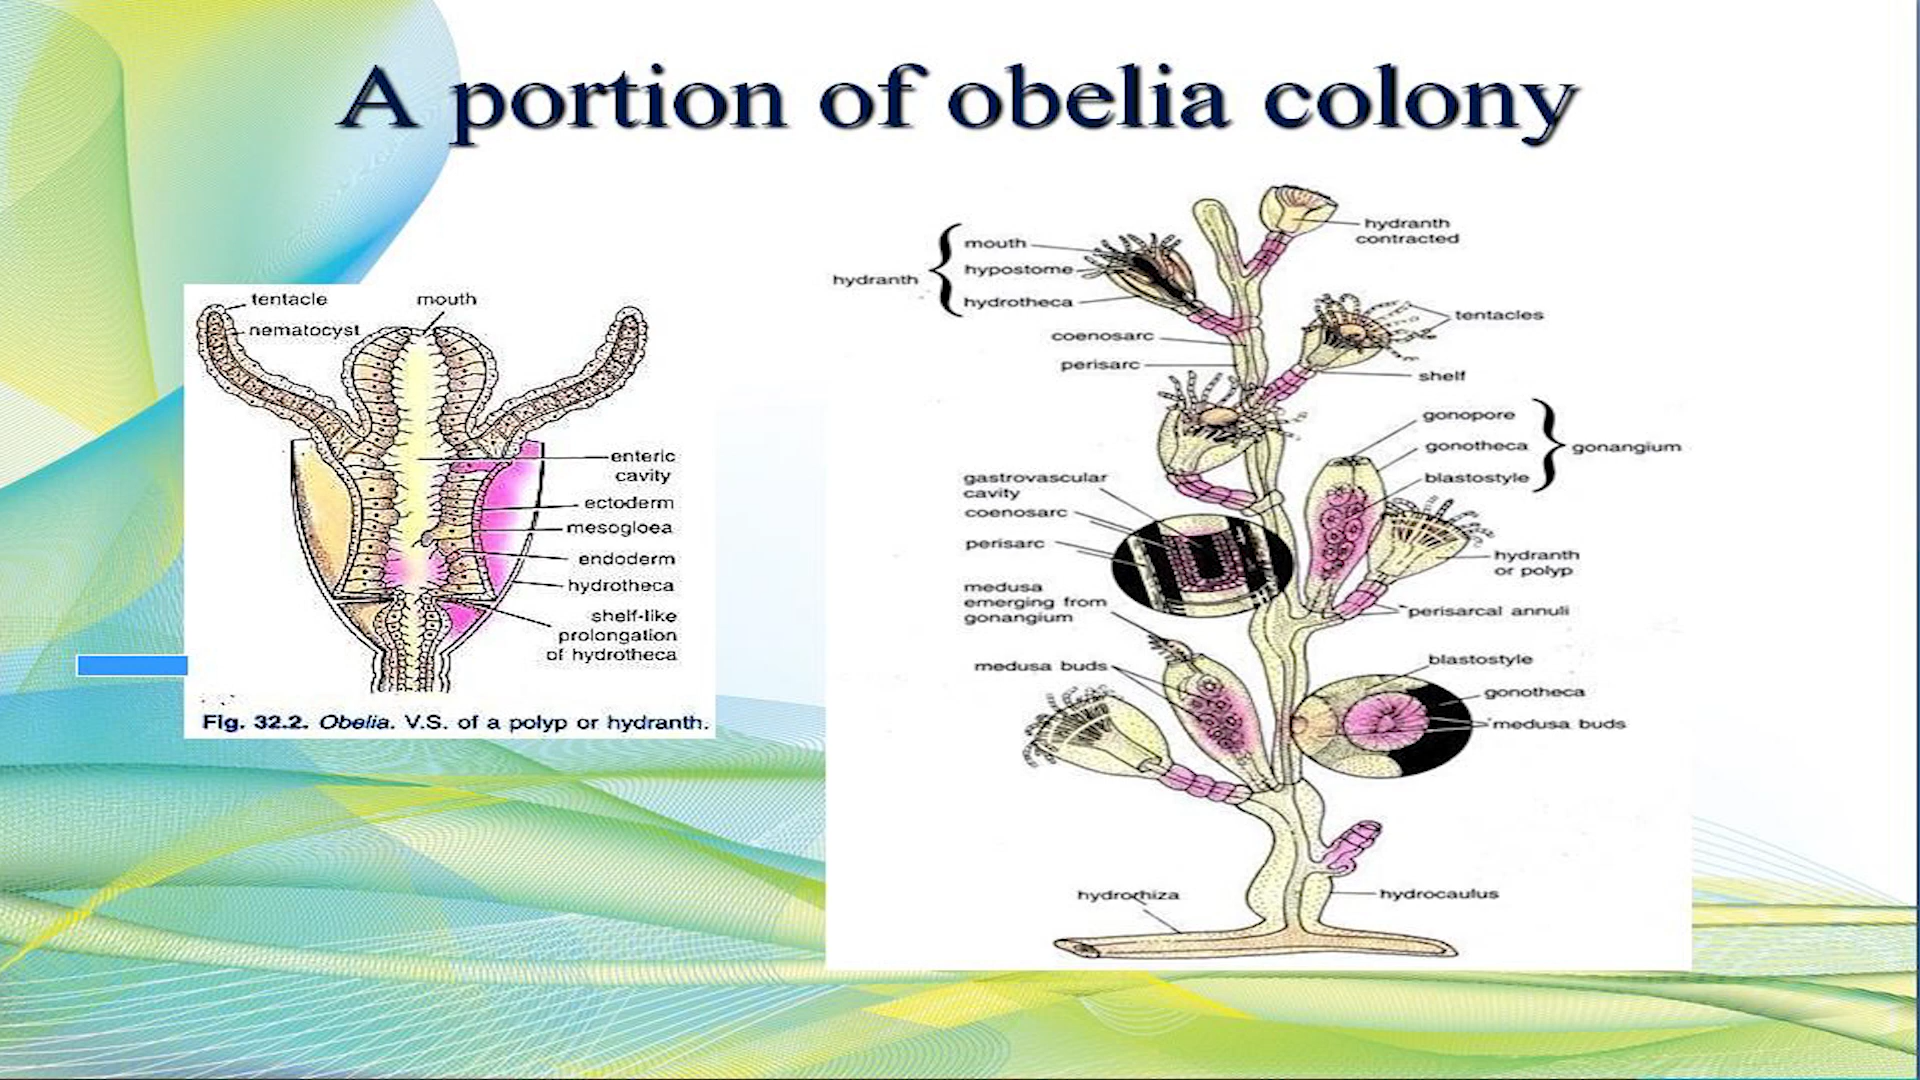 A portion of obelia colony
tentacle
mouth
nematocyst
enteric
cavity
ectoderm
mesogloea
endoderm
hydrotheca
shelf-like
prolongation
of hydrotheca
Fig. 32.2. Obelia. V.S. of a polyp or hydranth.
hydranth
contracted
mouth
hypostome
hydranth
hydrotheca
tentacles
coenosarc
perisarc
shelf
gonopore
gonotheca
gonangium
blastostyle
gastrovascular
cavity
coenosarc
perisarc
hydranth
or polyp
medusa
emerging from
gonangium
perisarcal annuli
medusa buds
blastostyle
gonotheca
medusa buds
hydrorhiza
hydrocaulus